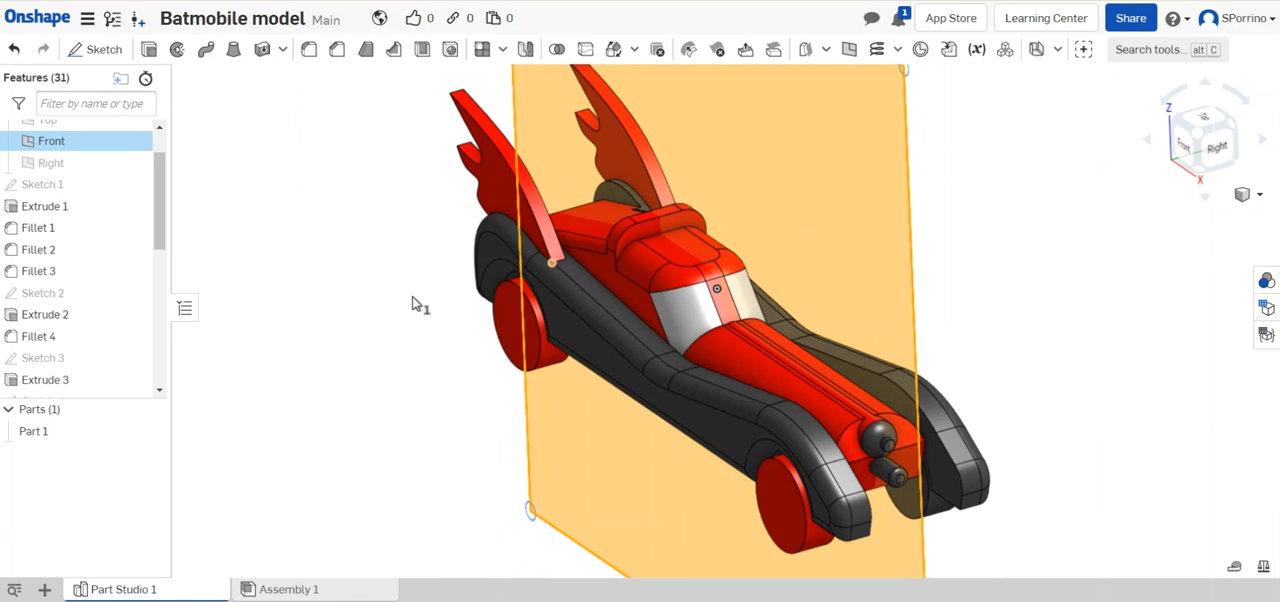 Onshape Batmobile model Main 0 0 0 1 App Store Learning Center Share SPorrino
Sketch (x) Search tools... alt C
Features (31)
Filter by name or type
Top
Front
Right
Sketch 1
Extrude 1
Fillet 1
Fillet 2
Fillet 3
Sketch 2
Extrude 2
Fillet 4
Sketch 3
Extrude 3
Parts (1)
Part 1
1
Z
Front Right
X
Part Studio 1 Assembly 1